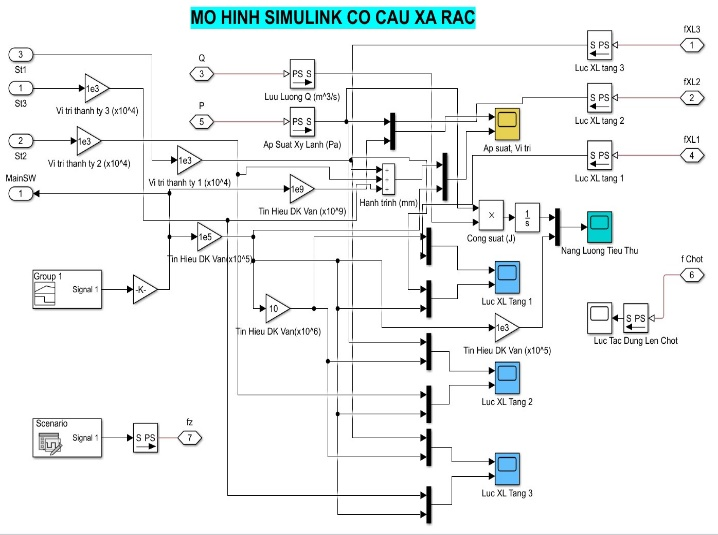 MO HINH SIMULINK CO CAU XA RAC
3
St1
1
St3
1e3
Vi tri thanh ty 3 (x10^4)
2
St2
1e3
Vi tri thanh ty 2 (x10^4)
1e3
Vi tri thanh ty 1 (x10^4)
MainSW
1
Q
3
PS S
Luu Luong Q (m^3/s)
P
5
PS S
Ap Suat Xy Lanh (Pa)
1e9
Tin Hieu DK Van (x10^9)
Hanh trinh (mm)
Ap suat, Vi tri
fXL3
1
S PS
Luc XL tang 3
fXL2
2
S PS
Luc XL tang 2
fXL1
4
S PS
Luc XL tang 1
×
Cong suat (J)
1
s
Nang Luong Tieu Thu
1e5
Tin Hieu DK Van(x10^5)
Group 1
Signal 1
-K-
10
Tin Hieu DK Van(x10^6)
Luc XL Tang 1
1e3
Tin Hieu DK Van (x10^5)
f Chot
6
S PS
Luc Tac Dung Len Chot
Luc XL Tang 2
Scenario
Signal 1
S PS
fz
7
Luc XL Tang 3